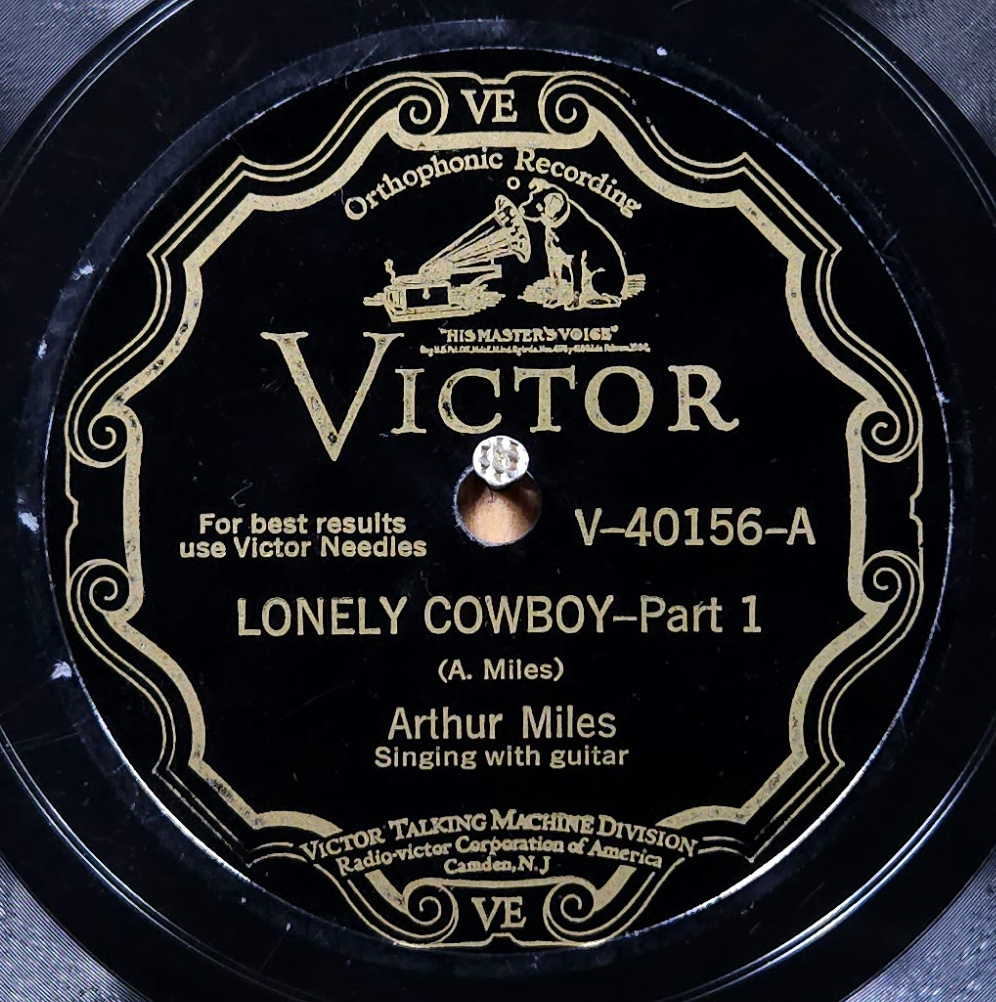 VE
Orthophonic Recording
"HIS MASTER'S VOICE"
VICTOR
For best results
use Victor Needles
V-40156-A
LONELY COWBOY-Part 1
(A. Miles)
Arthur Miles
Singing with guitar
VICTOR TALKING MACHINE DIVISION
Radio-victor Corporation of America
Camden, N. J
VE